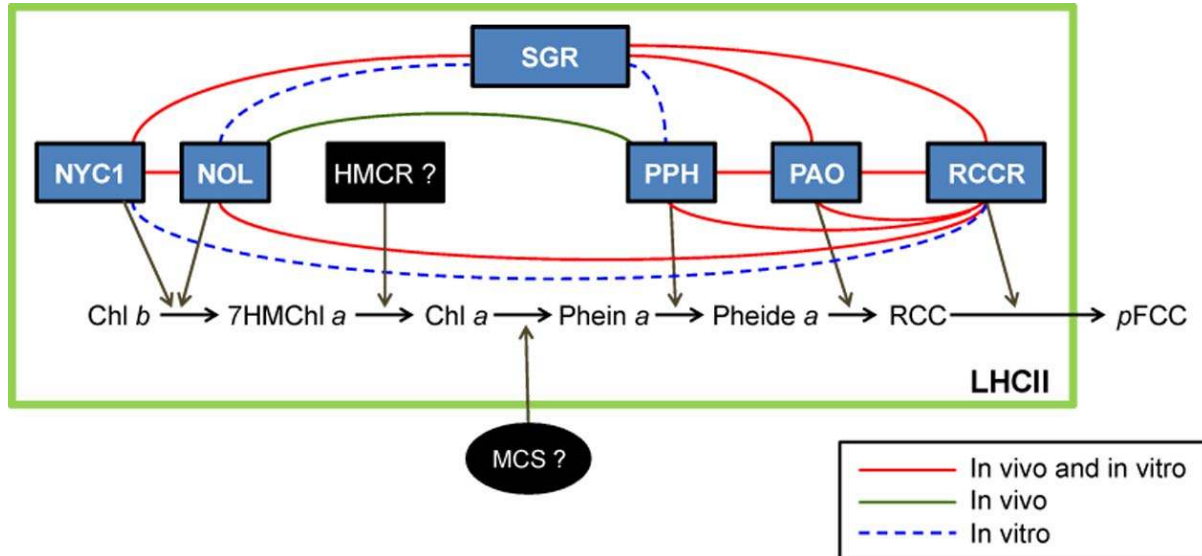 SGR
NYC1 NOL HMCR ? PPH PAO RCCR
Chl b 7HMChl a Chl a Phein a Pheide a RCC pFCC
LHCII
MCS ?
In vivo and in vitro
In vivo
In vitro